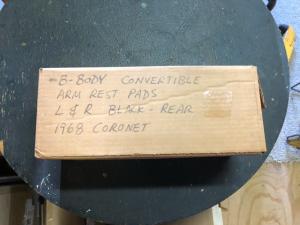 -B-BODY CONVERTIBLE
ARM REST PADS
L & R BLACK - REAR
1968 CORONET